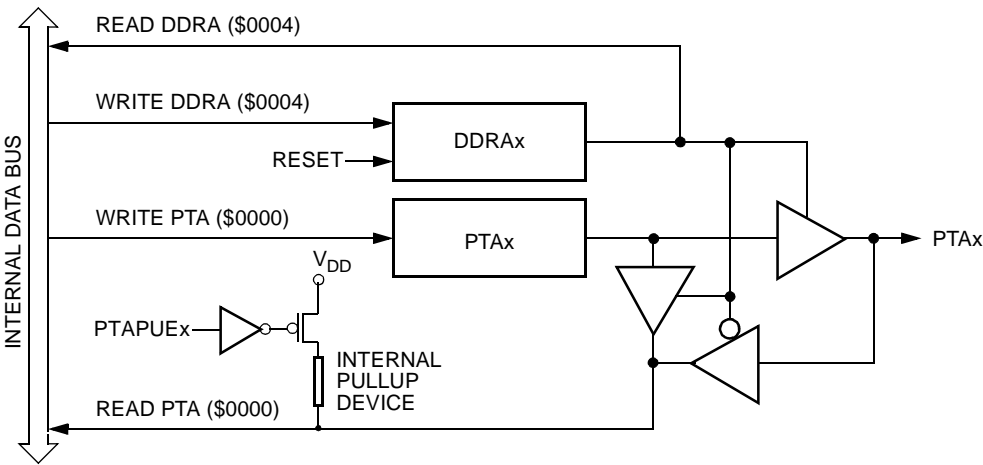 READ DDRA ($0004)
WRITE DDRA ($0004)
RESET
DDRAx
INTERNAL DATA BUS
WRITE PTA ($0000)
PTAx
PTAx
VDD
PTAPUEx
INTERNAL
PULLUP
DEVICE
READ PTA ($0000)